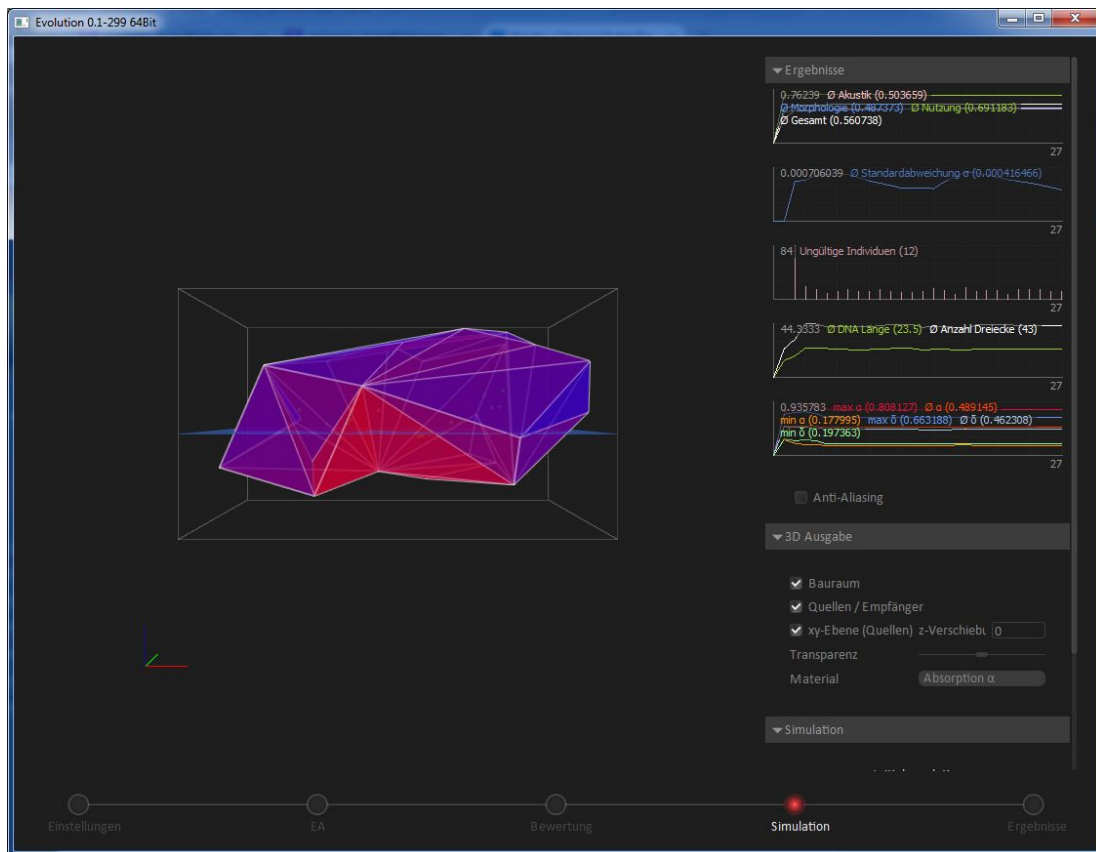 Evolution 0.1-299 64Bit
Ergebnisse
0.76239 Ø Akustik (0.503659)
Ø Morphologie (0.487373) Ø Nutzung (0.691183)
Ø Gesamt (0.560738)
27
0.000706039 Ø Standardabweichung σ (0.000416466)
27
84 Ungültige Individuen (12)
27
44.3333 Ø DNA Länge (23.5) Ø Anzahl Dreiecke (43)
27
0.935783 max α (0.808127) Ø α (0.489145)
min α (0.177995) max δ (0.663188) Ø δ (0.462308)
min δ (0.197363)
27
Anti-Aliasing
3D Ausgabe
Bauraum
Quellen / Empfänger
xy-Ebene (Quellen) z-Verschiebu 0
Transparenz
Material Absorption α
Simulation
Einstellungen EA Bewertung Simulation Ergebnisse